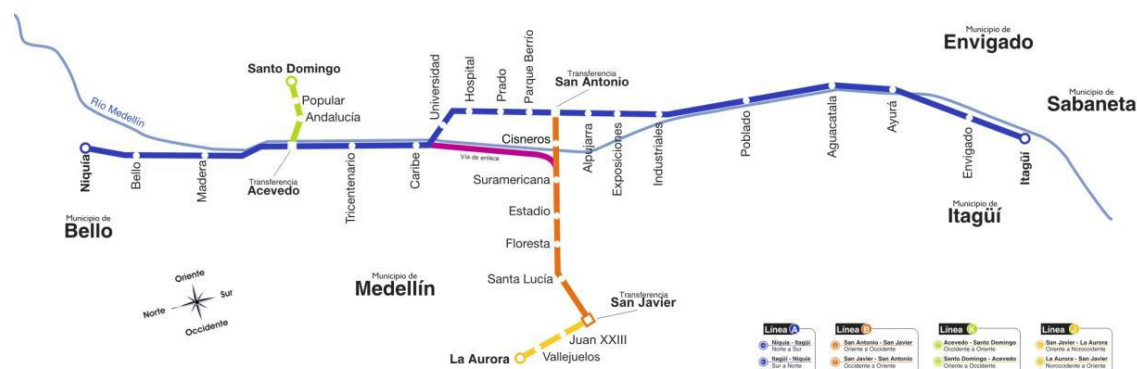 Municipio de
Envigado
Municipio de
Sabaneta
Santo Domingo
Popular
Andalucía
Río Medellín
Universidad
Hospital
Prado
Parque Berrío
Transferencia
San Antonio
Cisneros
Alpujarra
Exposiciones
Industriales
Poblado
Aguacatala
Ayurá
Envigado
Itagüí
Niquía
Bello
Madera
Transferencia
Acevedo
Tricentenario
Caribe
Vía de enlace
Suramericana
Estadio
Floresta
Santa Lucía
Municipio de
Bello
Municipio de
Itagüí
Municipio de
Medellín
Oriente
Norte
Sur
Occidente
Transferencia
San Javier
Juan XXIII
Vallejuelos
La Aurora
Línea A
Niquía - Itagüí
Norte a Sur
Itagüí - Niquía
Sur a Norte
Línea B
San Antonio - San Javier
Oriente a Occidente
San Javier - San Antonio
Occidente a Oriente
Línea K
Acevedo - Santo Domingo
Occidente a Oriente
Santo Domingo - Acevedo
Oriente a Occidente
Línea J
San Javier - La Aurora
Oriente a Noroccidente
La Aurora - San Javier
Noroccidente a Oriente